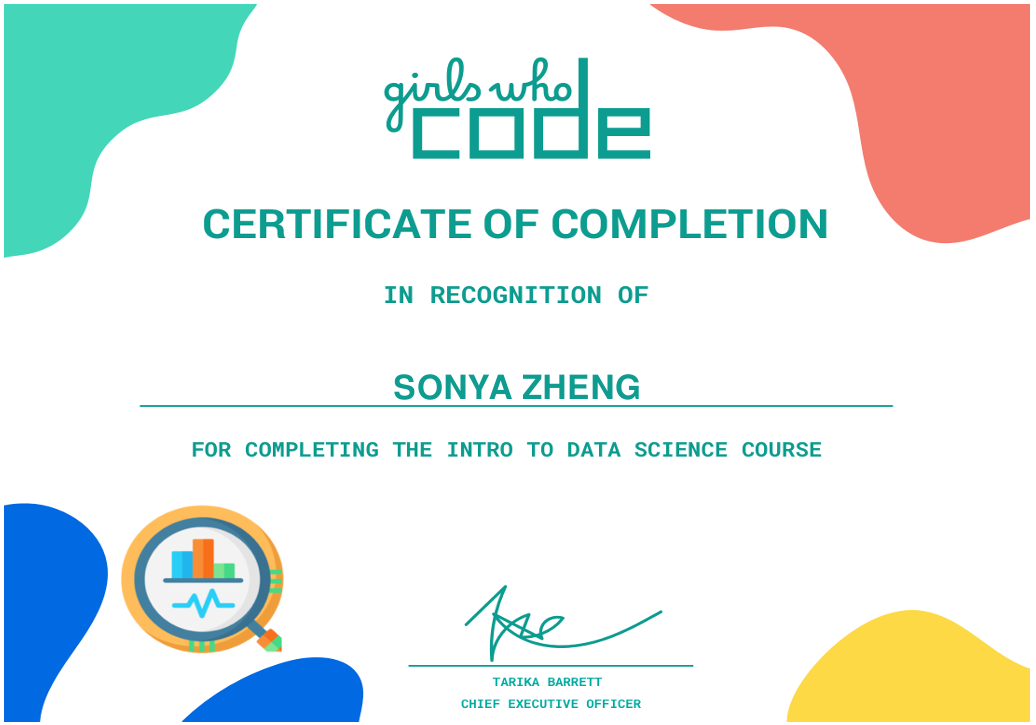 girls who
code
CERTIFICATE OF COMPLETION
IN RECOGNITION OF
SONYA ZHENG
FOR COMPLETING THE INTRO TO DATA SCIENCE COURSE
TARIKA BARRETT
CHIEF EXECUTIVE OFFICER